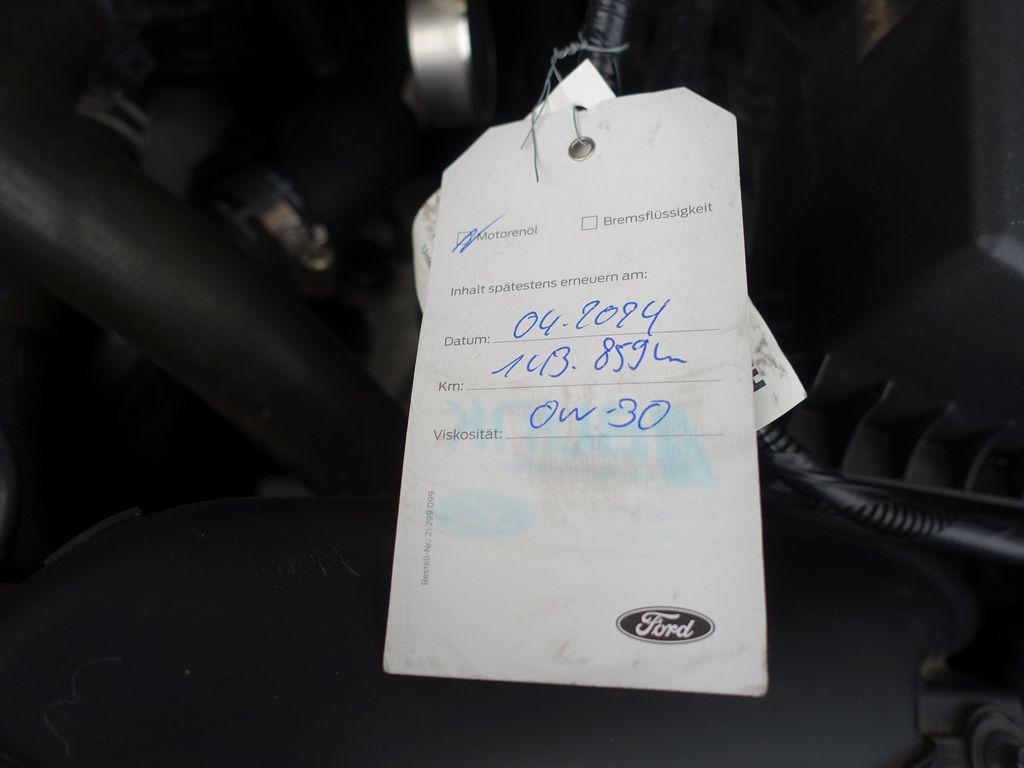 Motorenöl
Bremsflüssigkeit
Inhalt spätestens erneuern am:
Datum: 04.2024
Km: 143.859km
Viskosität: 0W-30
Bestell-Nr.: 21 299 099
Ford